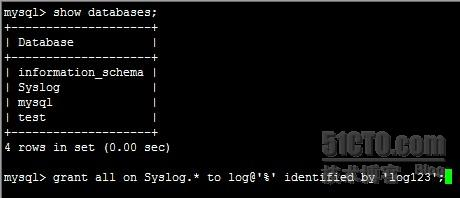 mysql> show databases;
+--------------------+
| Database           |
+--------------------+
| information_schema |
| Syslog             |
| mysql              |
| test               |
+--------------------+
4 rows in set (0.00 sec)
51CTO.com
技术博客 Blog
mysql> grant all on Syslog.* to log@'%' identified by 'log123';